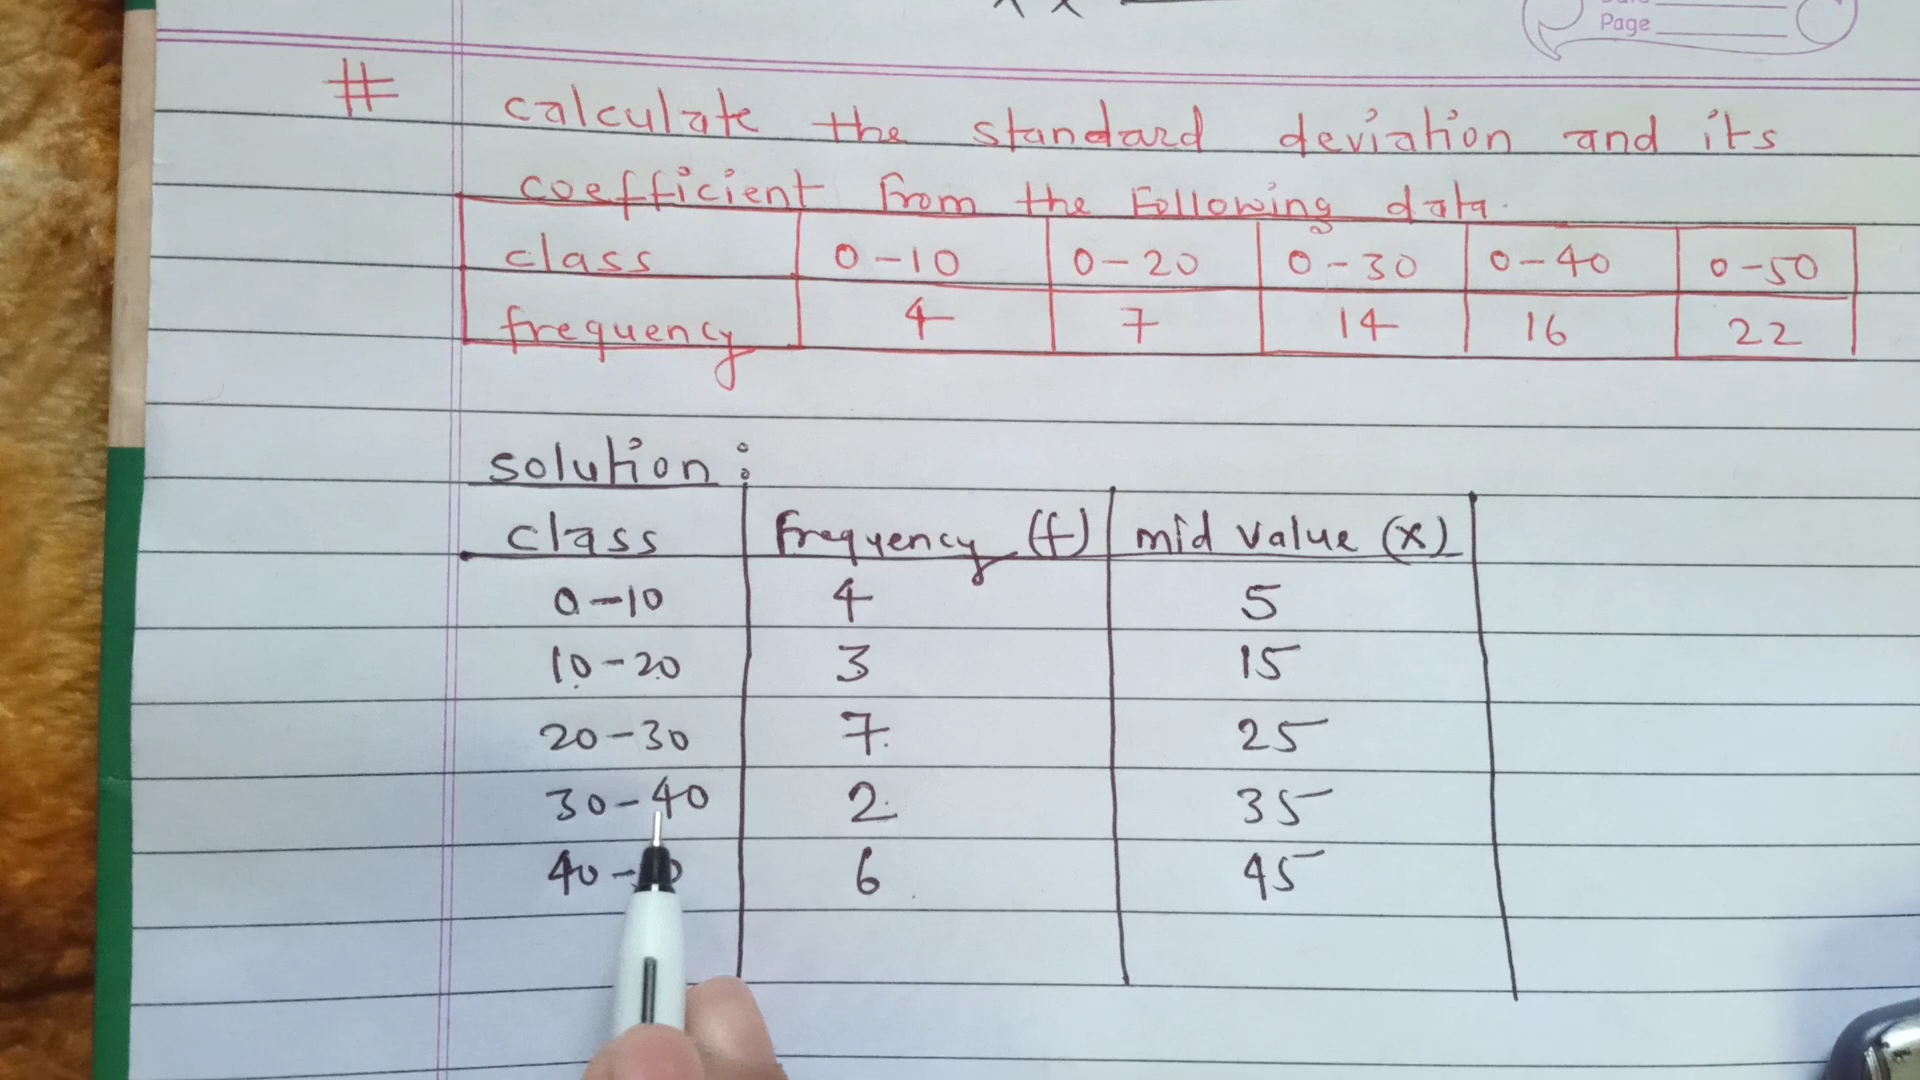 Page
# calculate the standard deviation and its
coefficient from the following data.
class 0-10 0-20 0-30 0-40 0-50
frequency 4 7 14 16 22
solution:
class frequency (f) mid value (x)
0-10 4 5
10-20 3 15
20-30 7 25
30-40 2 35
40- 6 45